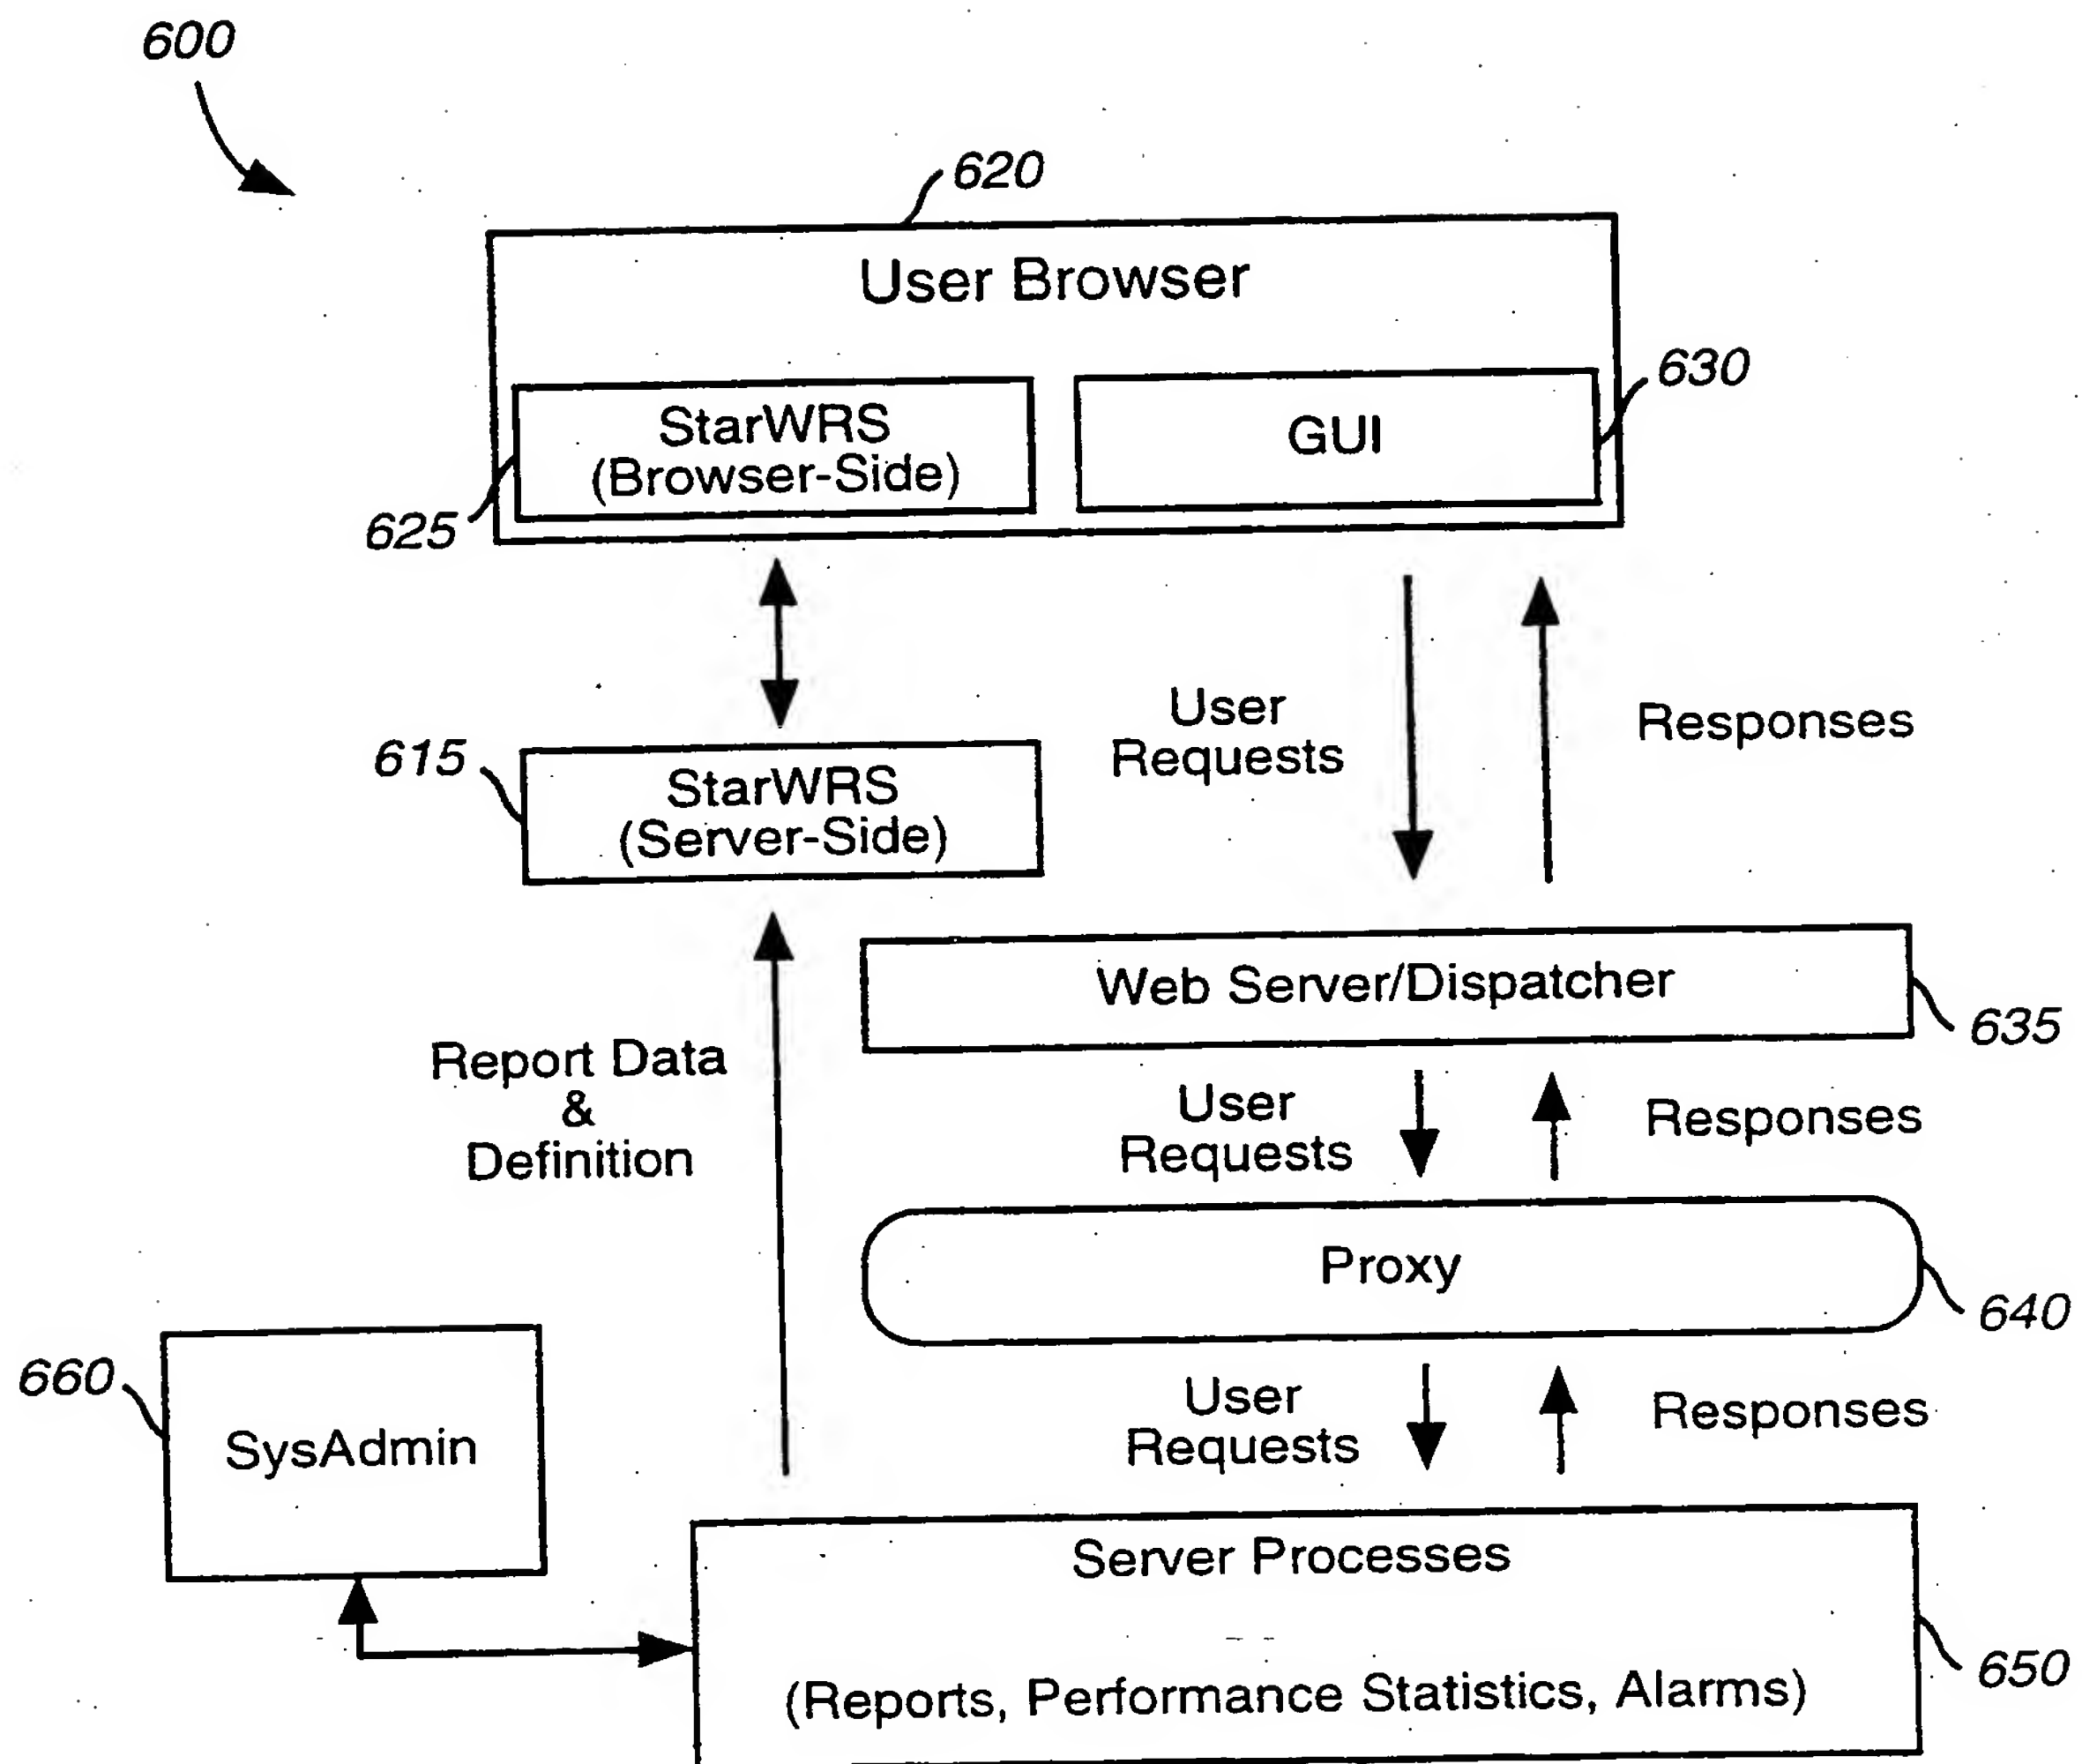 600
620
User Browser
630
StarWRS
(Browser-Side)
GUI
625
User
Requests
Responses
615
StarWRS
(Server-Side)
Web Server/Dispatcher
635
Report Data
&
Definition
User
Requests
Responses
Proxy
640
660
SysAdmin
User
Requests
Responses
Server Processes
(Reports, Performance Statistics, Alarms)
650